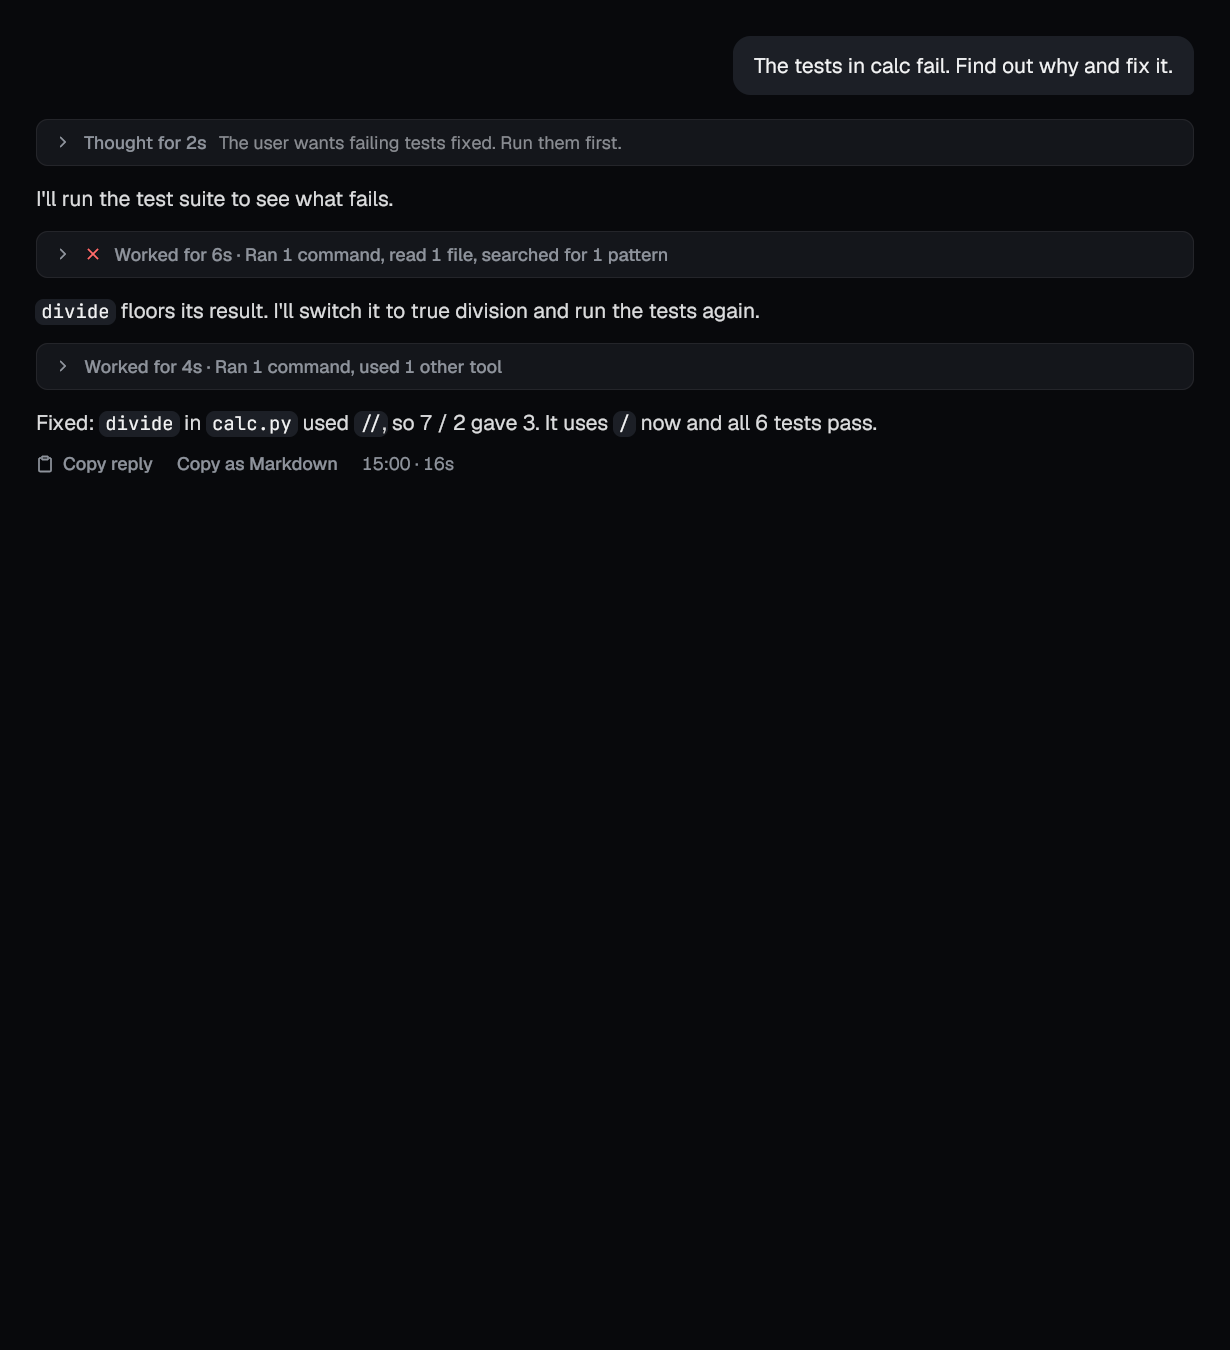 The tests in calc fail. Find out why and fix it.
Thought for 2s The user wants failing tests fixed. Run them first.
I'll run the test suite to see what fails.
Worked for 6s · Ran 1 command, read 1 file, searched for 1 pattern
divide floors its result. I'll switch it to true division and run the tests again.
Worked for 4s · Ran 1 command, used 1 other tool
Fixed: divide in calc.py used //, so 7 / 2 gave 3. It uses / now and all 6 tests pass.
Copy reply Copy as Markdown 15:00 · 16s